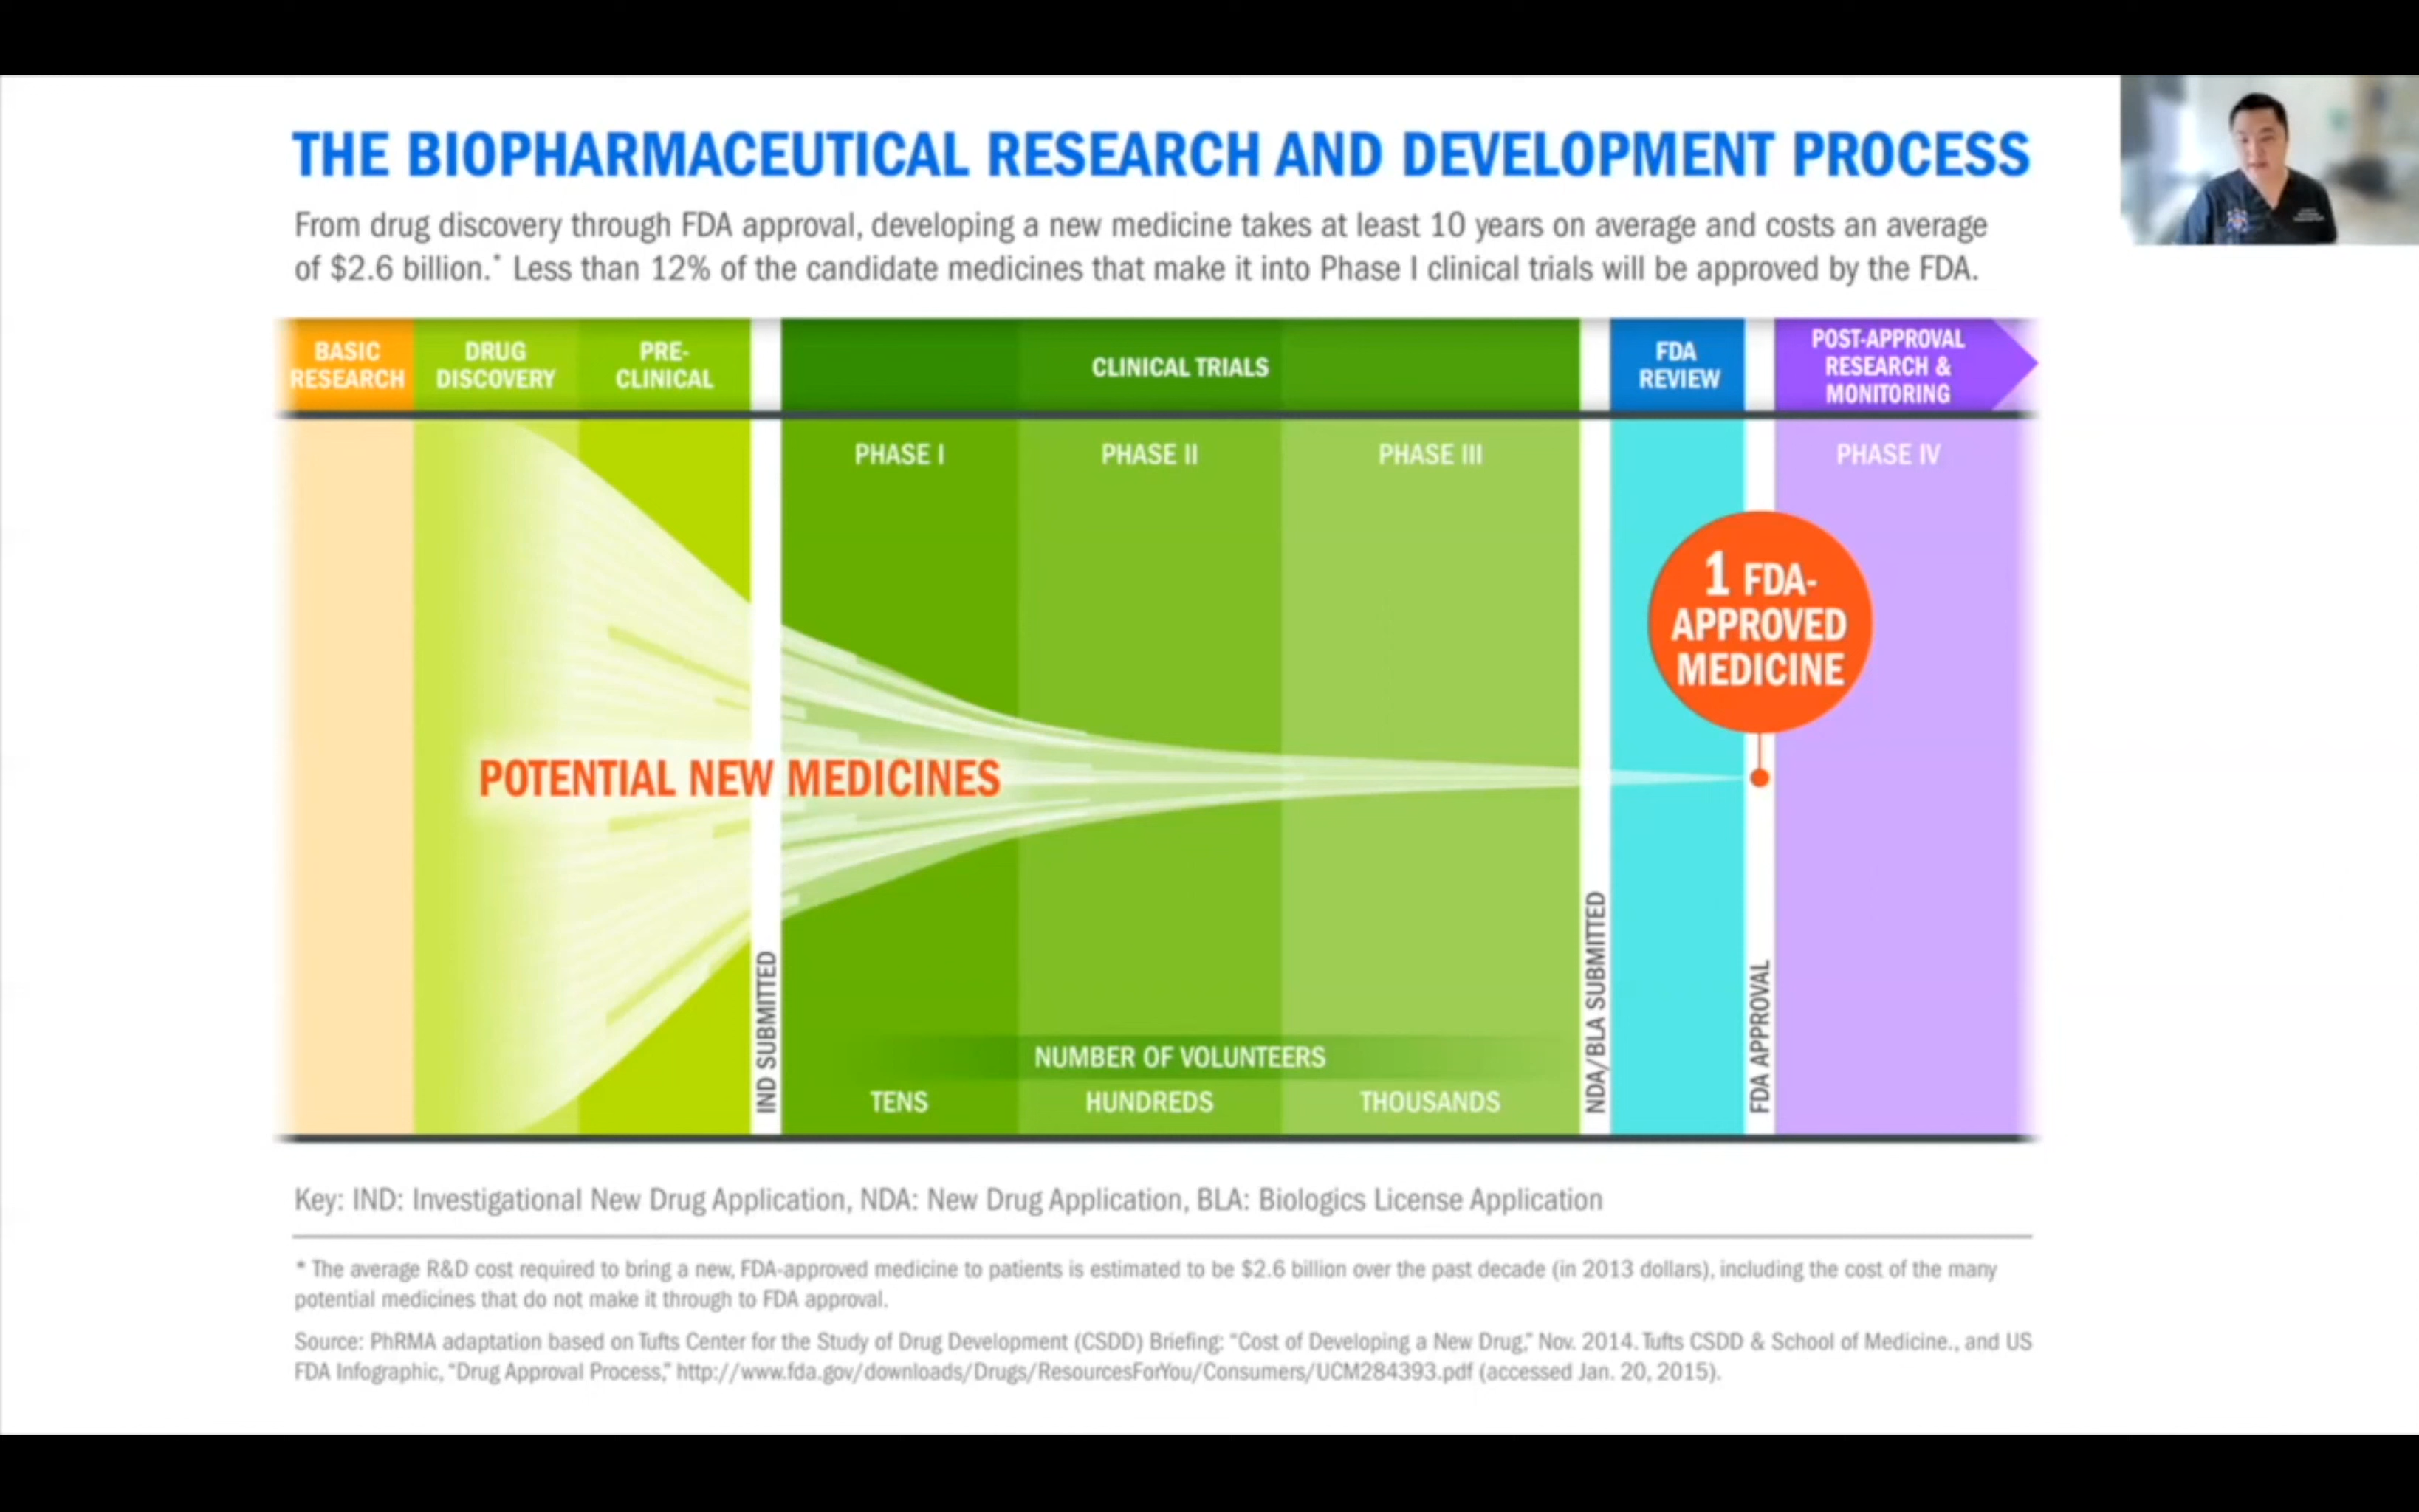 THE BIOPHARMACEUTICAL RESEARCH AND DEVELOPMENT PROCESS
From drug discovery through FDA approval, developing a new medicine takes at least 10 years on average and costs an average
of $2.6 billion.* Less than 12% of the candidate medicines that make it into Phase I clinical trials will be approved by the FDA.
BASIC
RESEARCH
DRUG
DISCOVERY
PRE-
CLINICAL
CLINICAL TRIALS
FDA
REVIEW
POST-APPROVAL
RESEARCH &
MONITORING
PHASE I
PHASE II
PHASE III
PHASE IV
1 FDA-
APPROVED
MEDICINE
POTENTIAL NEW MEDICINES
IND SUBMITTED
NDA/BLA SUBMITTED
FDA APPROVAL
NUMBER OF VOLUNTEERS
TENS
HUNDREDS
THOUSANDS
Key: IND: Investigational New Drug Application, NDA: New Drug Application, BLA: Biologics License Application
* The average R&D cost required to bring a new, FDA-approved medicine to patients is estimated to be $2.6 billion over the past decade (in 2013 dollars), including the cost of the many
potential medicines that do not make it through to FDA approval.
Source: PhRMA adaptation based on Tufts Center for the Study of Drug Development (CSDD) Briefing: "Cost of Developing a New Drug," Nov. 2014. Tufts CSDD & School of Medicine., and US
FDA Infographic, "Drug Approval Process," http://www.fda.gov/downloads/Drugs/ResourcesForYou/Consumers/UCM284393.pdf (accessed Jan. 20, 2015).